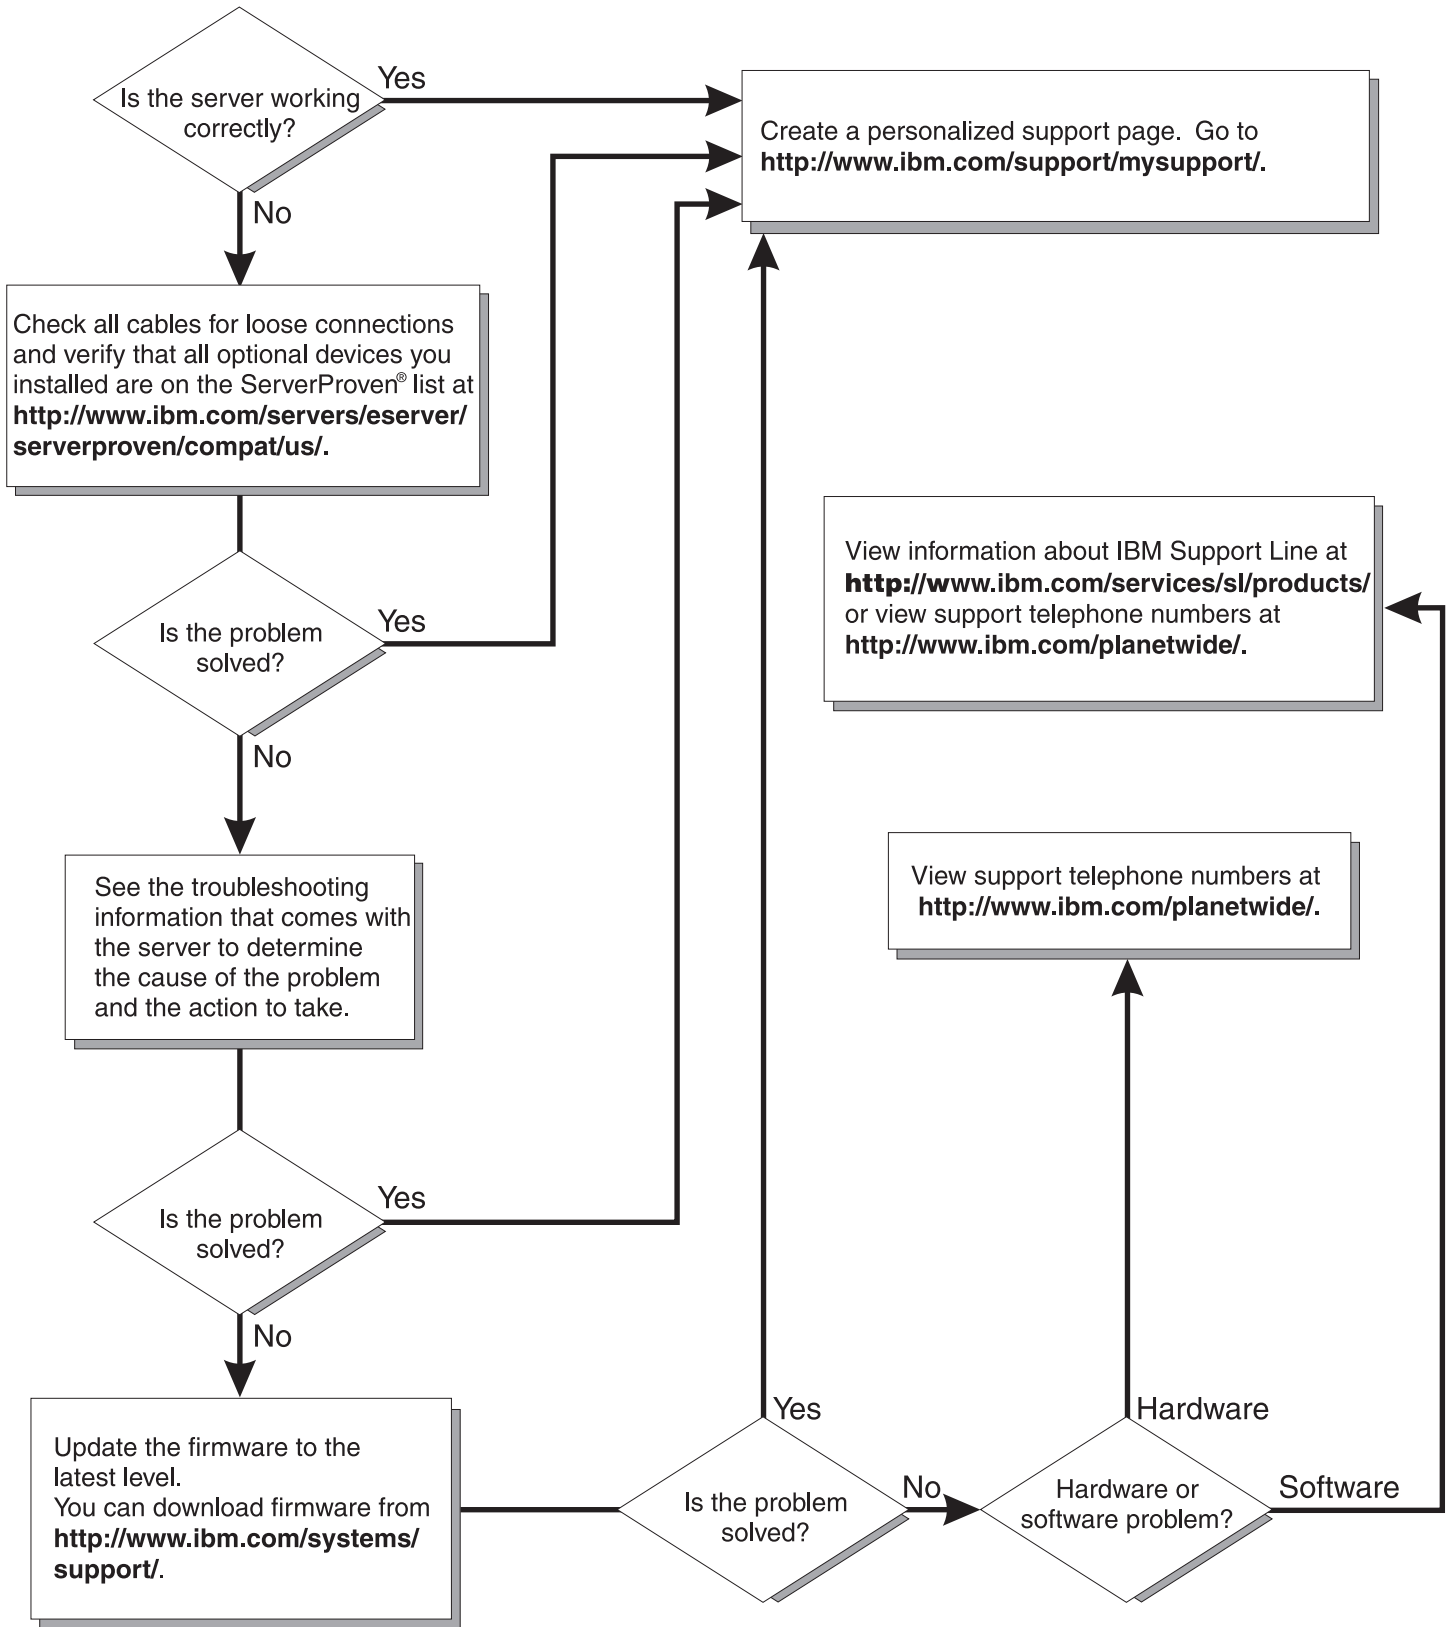 Is the server working
correctly?
Yes
No
Create a personalized support page. Go to
http://www.ibm.com/support/mysupport/.
Check all cables for loose connections
and verify that all optional devices you
installed are on the ServerProven® list at
http://www.ibm.com/servers/eserver/
serverproven/compat/us/.
Is the problem
solved?
Yes
No
View information about IBM Support Line at
http://www.ibm.com/services/sl/products/
or view support telephone numbers at
http://www.ibm.com/planetwide/.
See the troubleshooting
information that comes with
the server to determine
the cause of the problem
and the action to take.
View support telephone numbers at
http://www.ibm.com/planetwide/.
Is the problem
solved?
Yes
No
Update the firmware to the
latest level.
You can download firmware from
http://www.ibm.com/systems/
support/.
Is the problem
solved?
Yes
No
Hardware or
software problem?
Hardware
Software